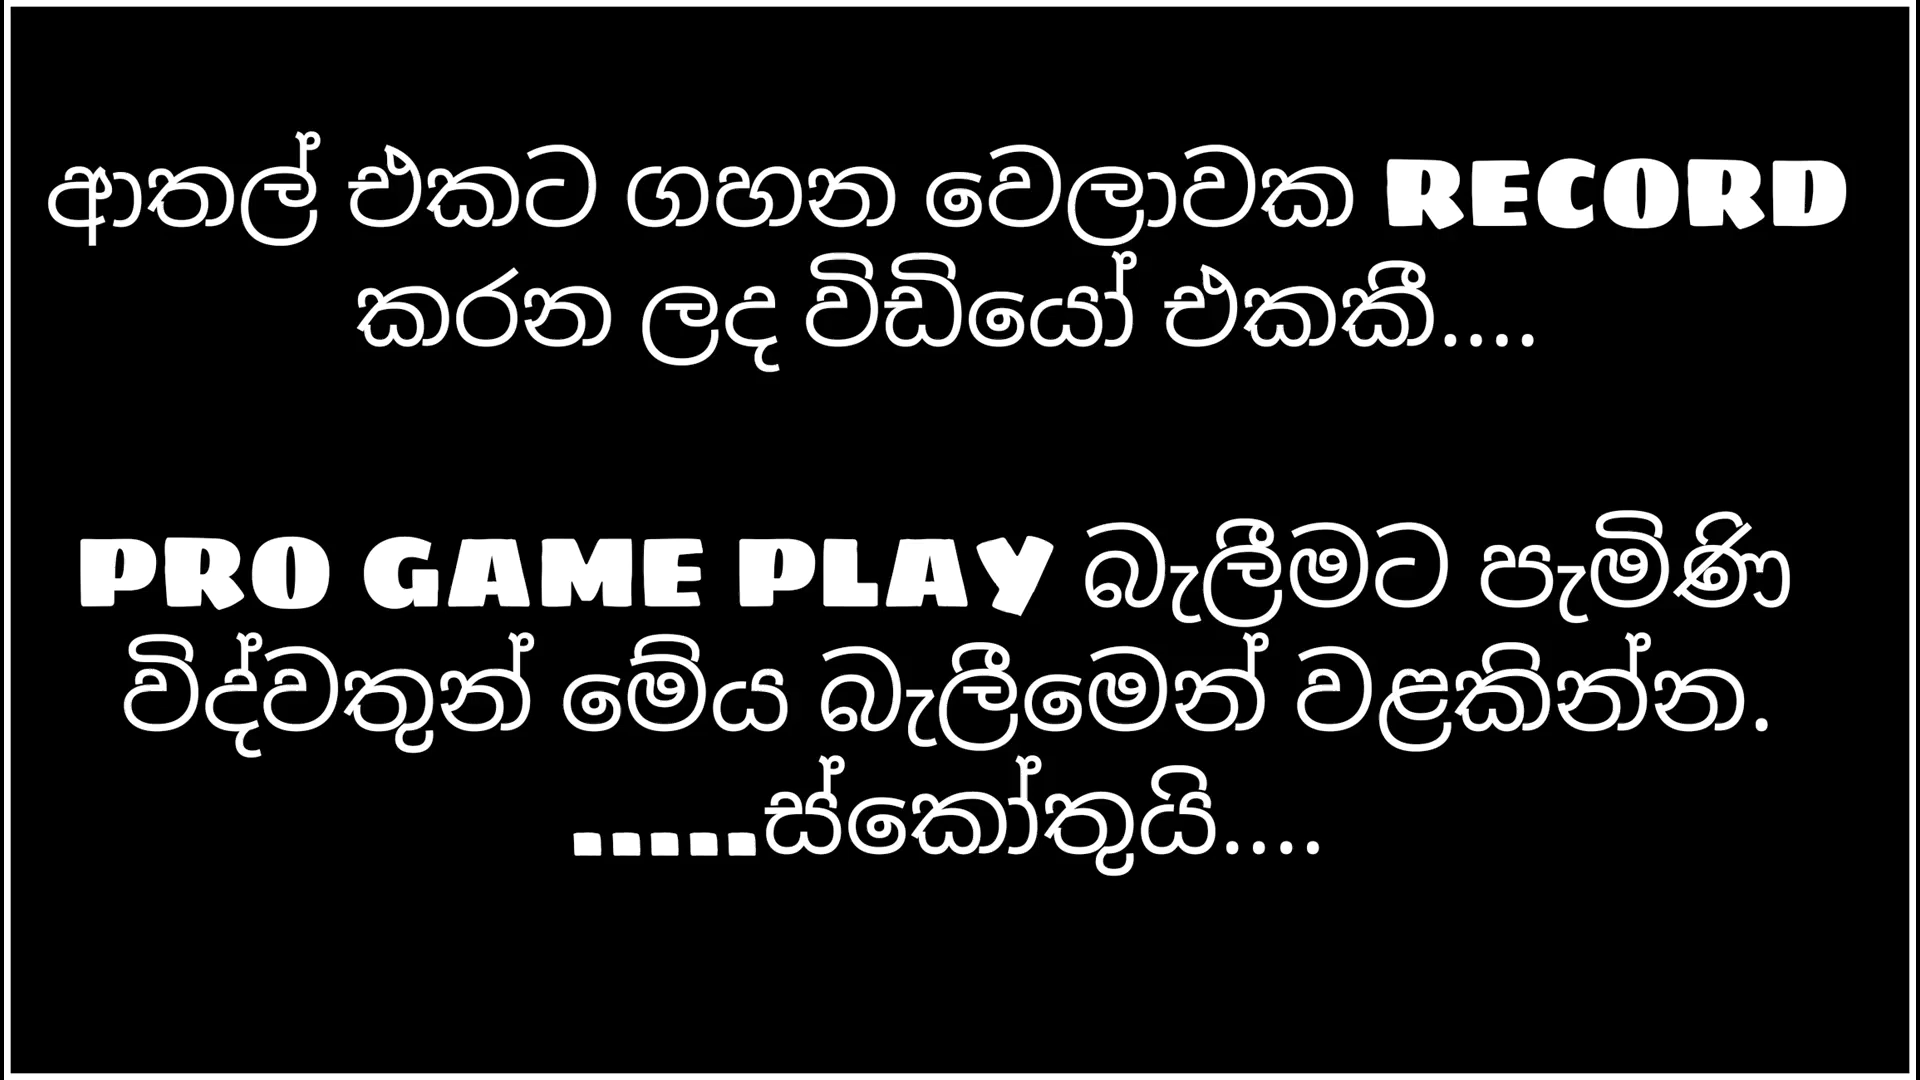 ආතල් එකට ගහන වෙලාවක RECORD
කරන ලද විඩියෝ එකකී....
PRO GAME PLAY බැලීමට පැමිණි
විද්වතුන් මේය බැලීමෙන් වළකින්න.
.....ස්කෝතුයි....